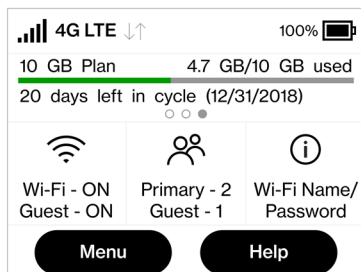 4G LTE 100%
10 GB Plan 4.7 GB/10 GB used
20 days left in cycle (12/31/2018)
Wi-Fi - ON
Guest - ON
Primary - 2
Guest - 1
Wi-Fi Name/
Password
Menu
Help